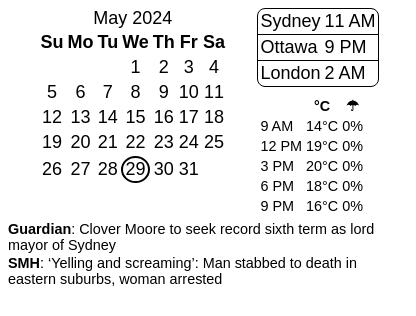 May 2024
Su Mo Tu We Th Fr Sa
1 2 3 4
5 6 7 8 9 10 11
12 13 14 15 16 17 18
19 20 21 22 23 24 25
26 27 28 29 30 31
Sydney 11 AM
Ottawa 9 PM
London 2 AM
°C ☂
9 AM 14°C 0%
12 PM 19°C 0%
3 PM 20°C 0%
6 PM 18°C 0%
9 PM 16°C 0%
Guardian: Clover Moore to seek record sixth term as lord
mayor of Sydney
SMH: ‘Yelling and screaming’: Man stabbed to death in
eastern suburbs, woman arrested